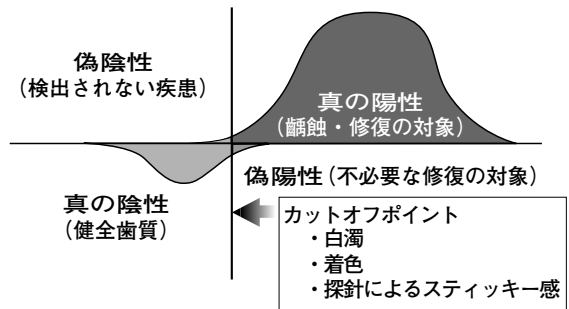 偽陰性
（検出されない疾患）
真の陽性
（齲蝕・修復の対象）
偽陽性（不必要な修復の対象）
真の陰性
（健全歯質）
カットオフポイント
・白濁
・着色
・探針によるスティッキー感